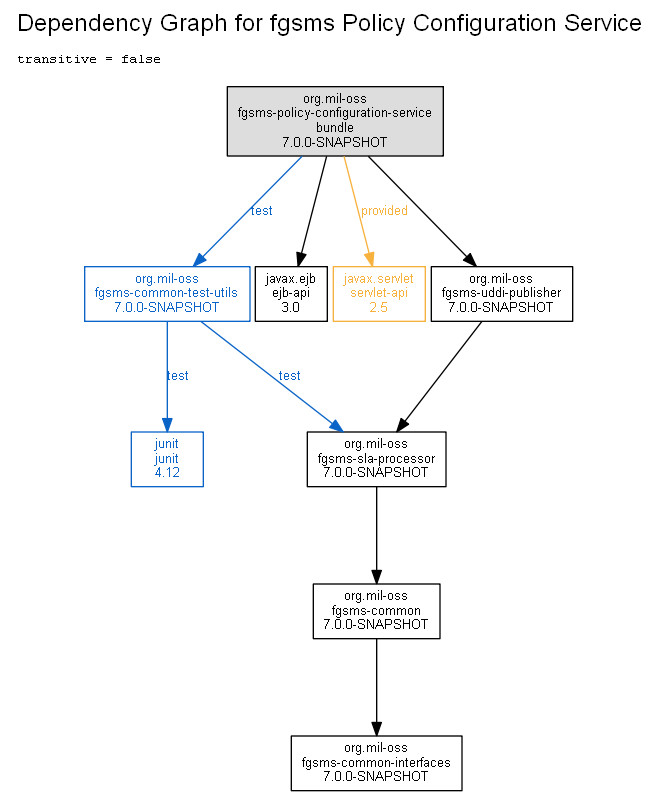 Dependency Graph for fgsms Policy Configuration Service
transitive = false
org.mil-oss
fgsms-policy-configuration-service
bundle
7.0.0-SNAPSHOT
test
provided
org.mil-oss
fgsms-common-test-utils
7.0.0-SNAPSHOT
javax.ejb
ejb-api
3.0
javax.servlet
servlet-api
2.5
org.mil-oss
fgsms-uddi-publisher
7.0.0-SNAPSHOT
test
test
junit
junit
4.12
org.mil-oss
fgsms-sla-processor
7.0.0-SNAPSHOT
org.mil-oss
fgsms-common
7.0.0-SNAPSHOT
org.mil-oss
fgsms-common-interfaces
7.0.0-SNAPSHOT